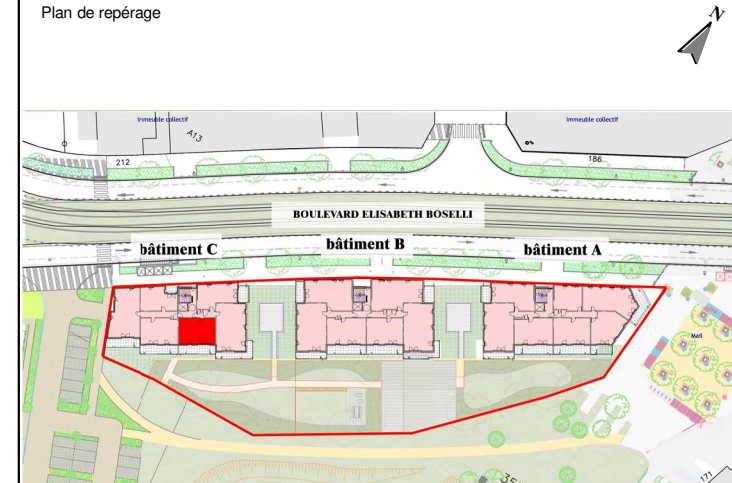 Plan de repérage
N
Immeuble collectif
Immeuble collectif
A13
212
186
BOULEVARD ELISABETH BOSELLI
bâtiment C
bâtiment B
bâtiment A
Mail
171